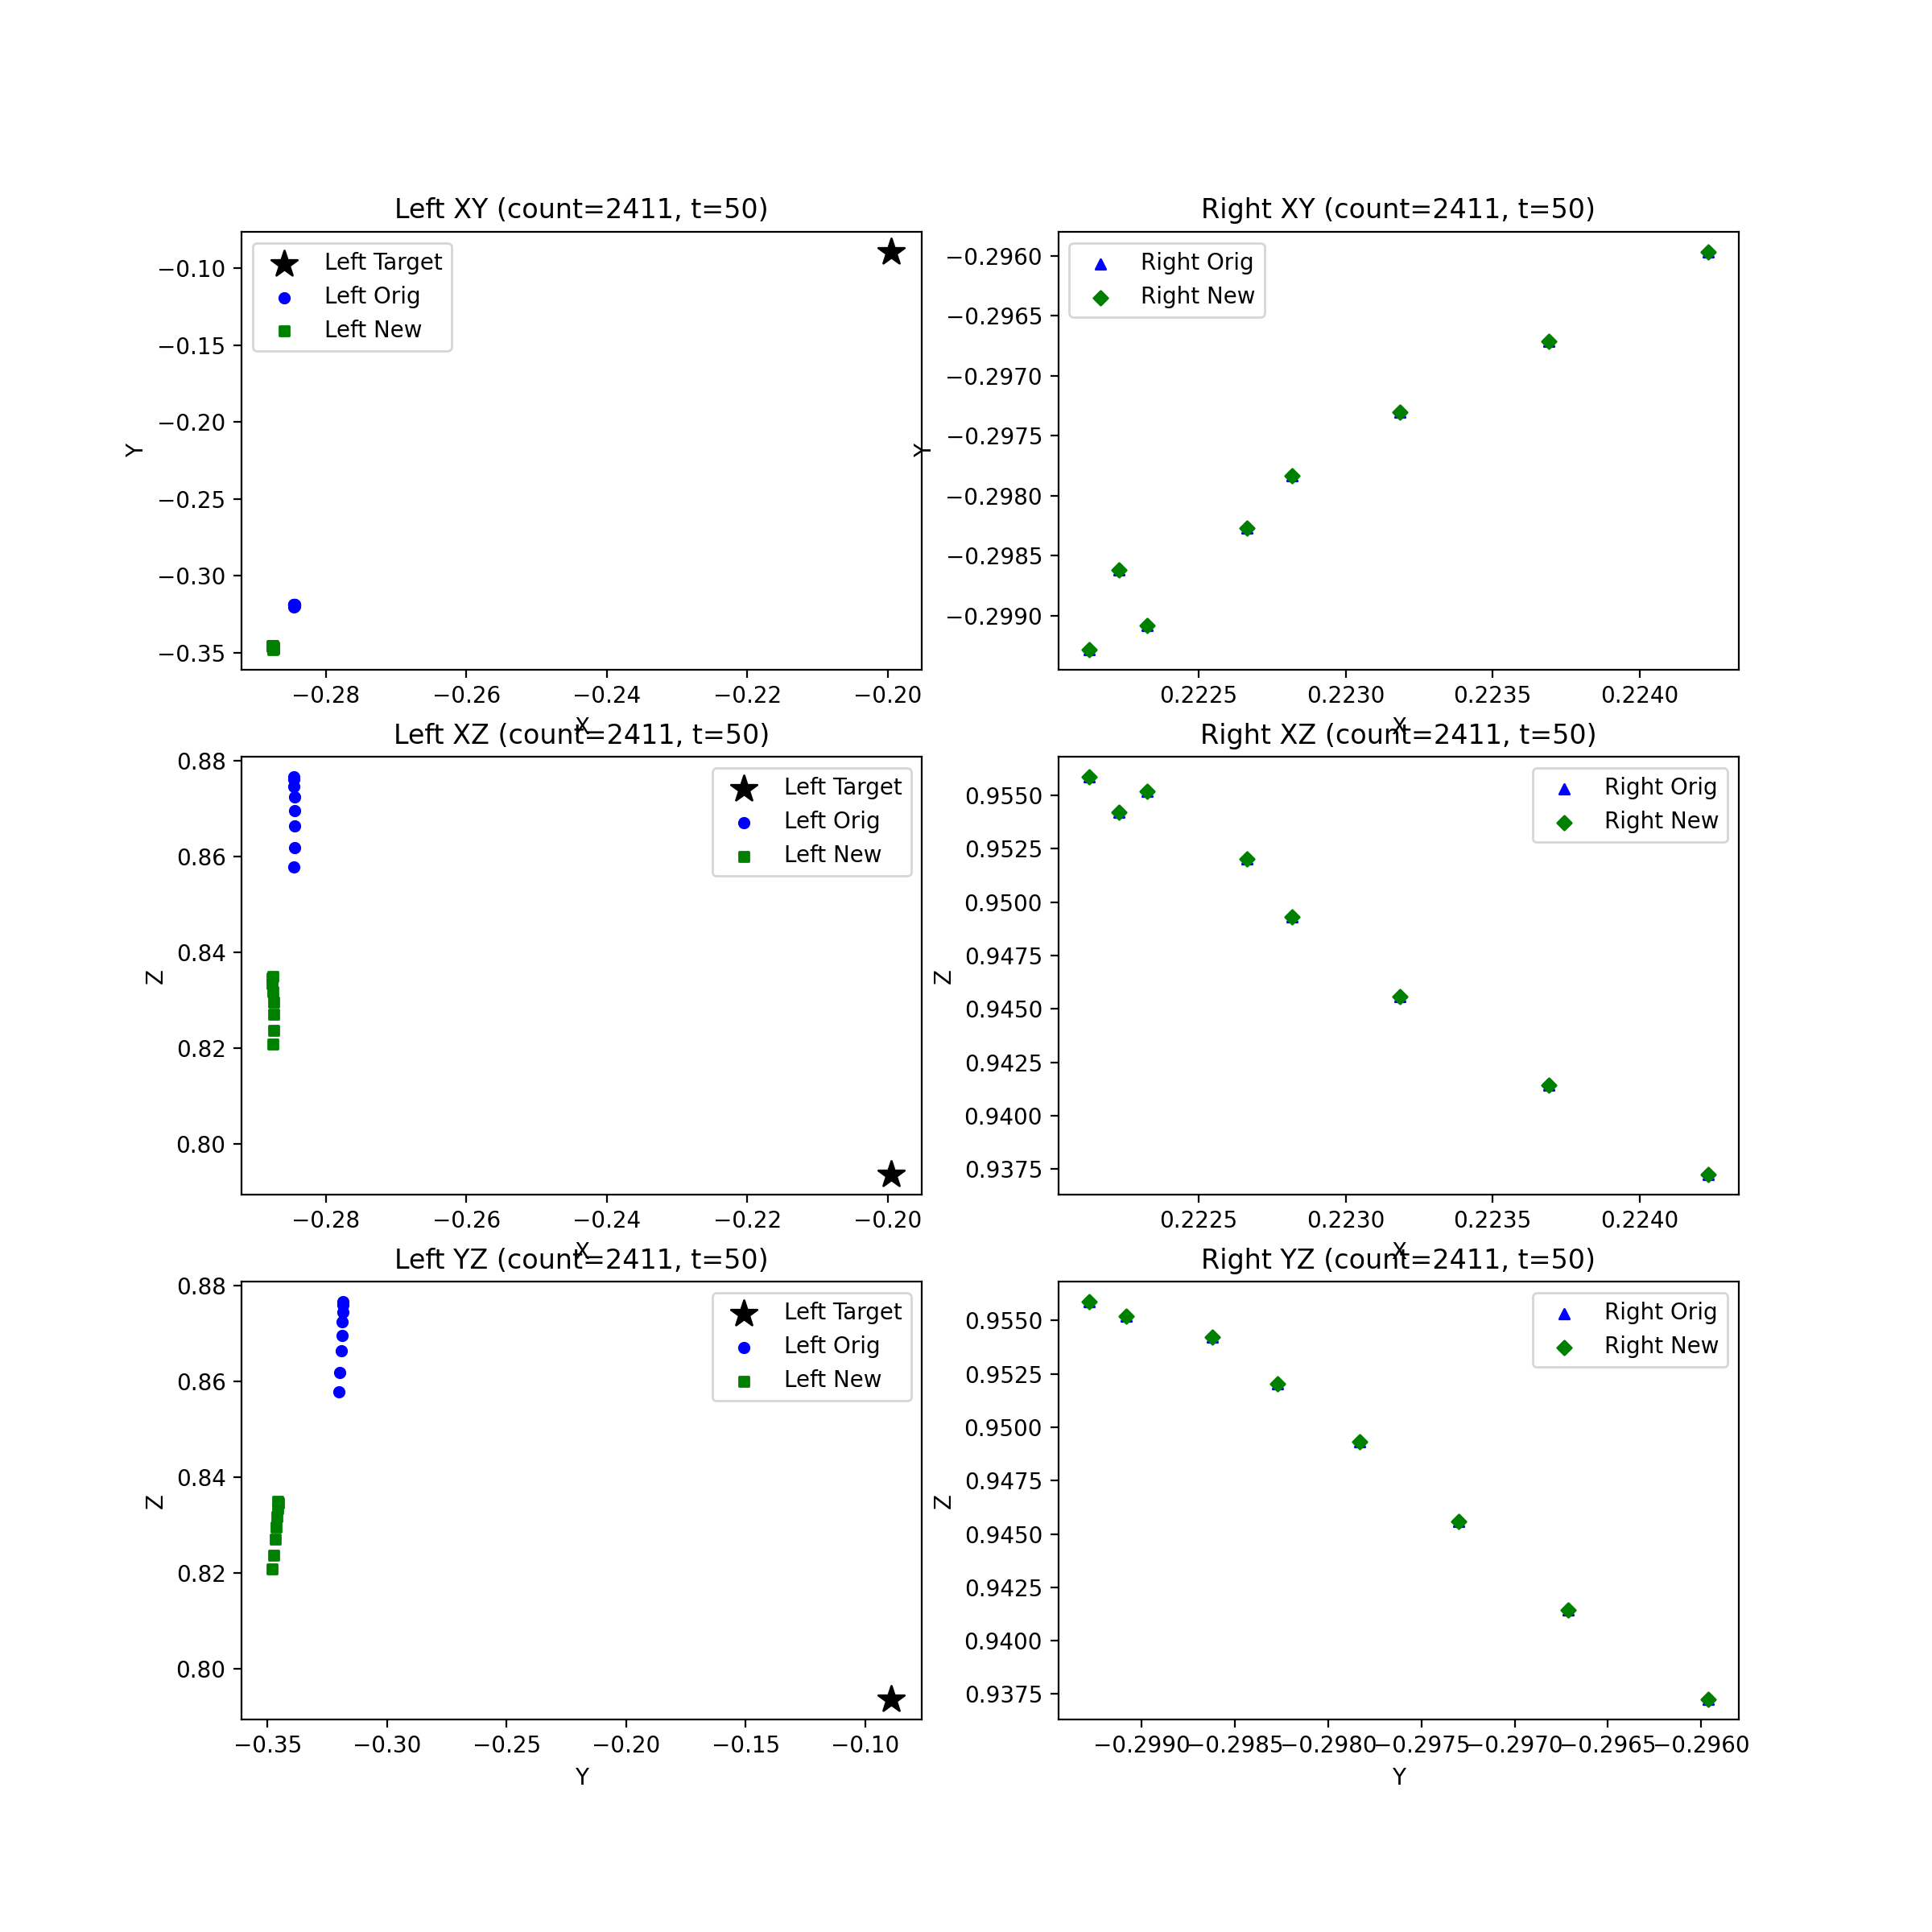 Left XY (count=2411, t=50)
Left Target
Left Orig
Left New
−0.10
−0.15
−0.20
−0.25
−0.30
−0.35
Y
−0.28 −0.26 −0.24 −0.22 −0.20
X
Right XY (count=2411, t=50)
Right Orig
Right New
−0.2960
−0.2965
−0.2970
−0.2975
−0.2980
−0.2985
−0.2990
Y
0.2225 0.2230 0.2235 0.2240
X
Left XZ (count=2411, t=50)
Left Target
Left Orig
Left New
0.88
0.86
0.84
0.82
0.80
Z
−0.28 −0.26 −0.24 −0.22 −0.20
X
Right XZ (count=2411, t=50)
Right Orig
Right New
0.9550
0.9525
0.9500
0.9475
0.9450
0.9425
0.9400
0.9375
Z
0.2225 0.2230 0.2235 0.2240
X
Left YZ (count=2411, t=50)
Left Target
Left Orig
Left New
0.88
0.86
0.84
0.82
0.80
Z
−0.35 −0.30 −0.25 −0.20 −0.15 −0.10
Y
Right YZ (count=2411, t=50)
Right Orig
Right New
0.9550
0.9525
0.9500
0.9475
0.9450
0.9425
0.9400
0.9375
Z
−0.2990 −0.2985 −0.2980 −0.2975 −0.2970 −0.2965 −0.2960
Y